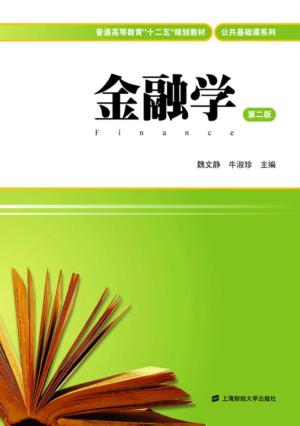 普通高等教育"十二五"规划教材 公共基础课系列
金融学 第二版
Finance
魏文静 牛淑珍 主编
上海财经大学出版社